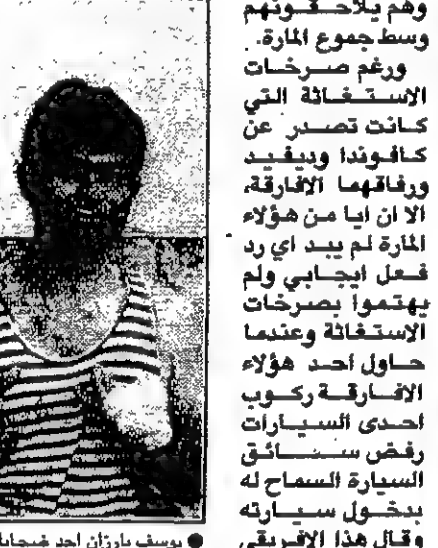 وهم يلاحقونهم
وسط جموع المارة.
ورغم صرخات
الاستغاثة التي
كانت تصدر عن
كافوندا وديفيد
ورفاقهما الافارقة،
الا ان ايا من هؤلاء
المارة لم يبد اي رد
فعل ايجابي ولم
يهتموا بصرخات
الاستغاثة وعندما
حاول احد هؤلاء
الافارقة ركوب
احدى السيارات
رفض سائق
السيارة السماح له
بدخول سيارته
وقال هذا الافريقي
● يوسف بارزان احد ضحايا